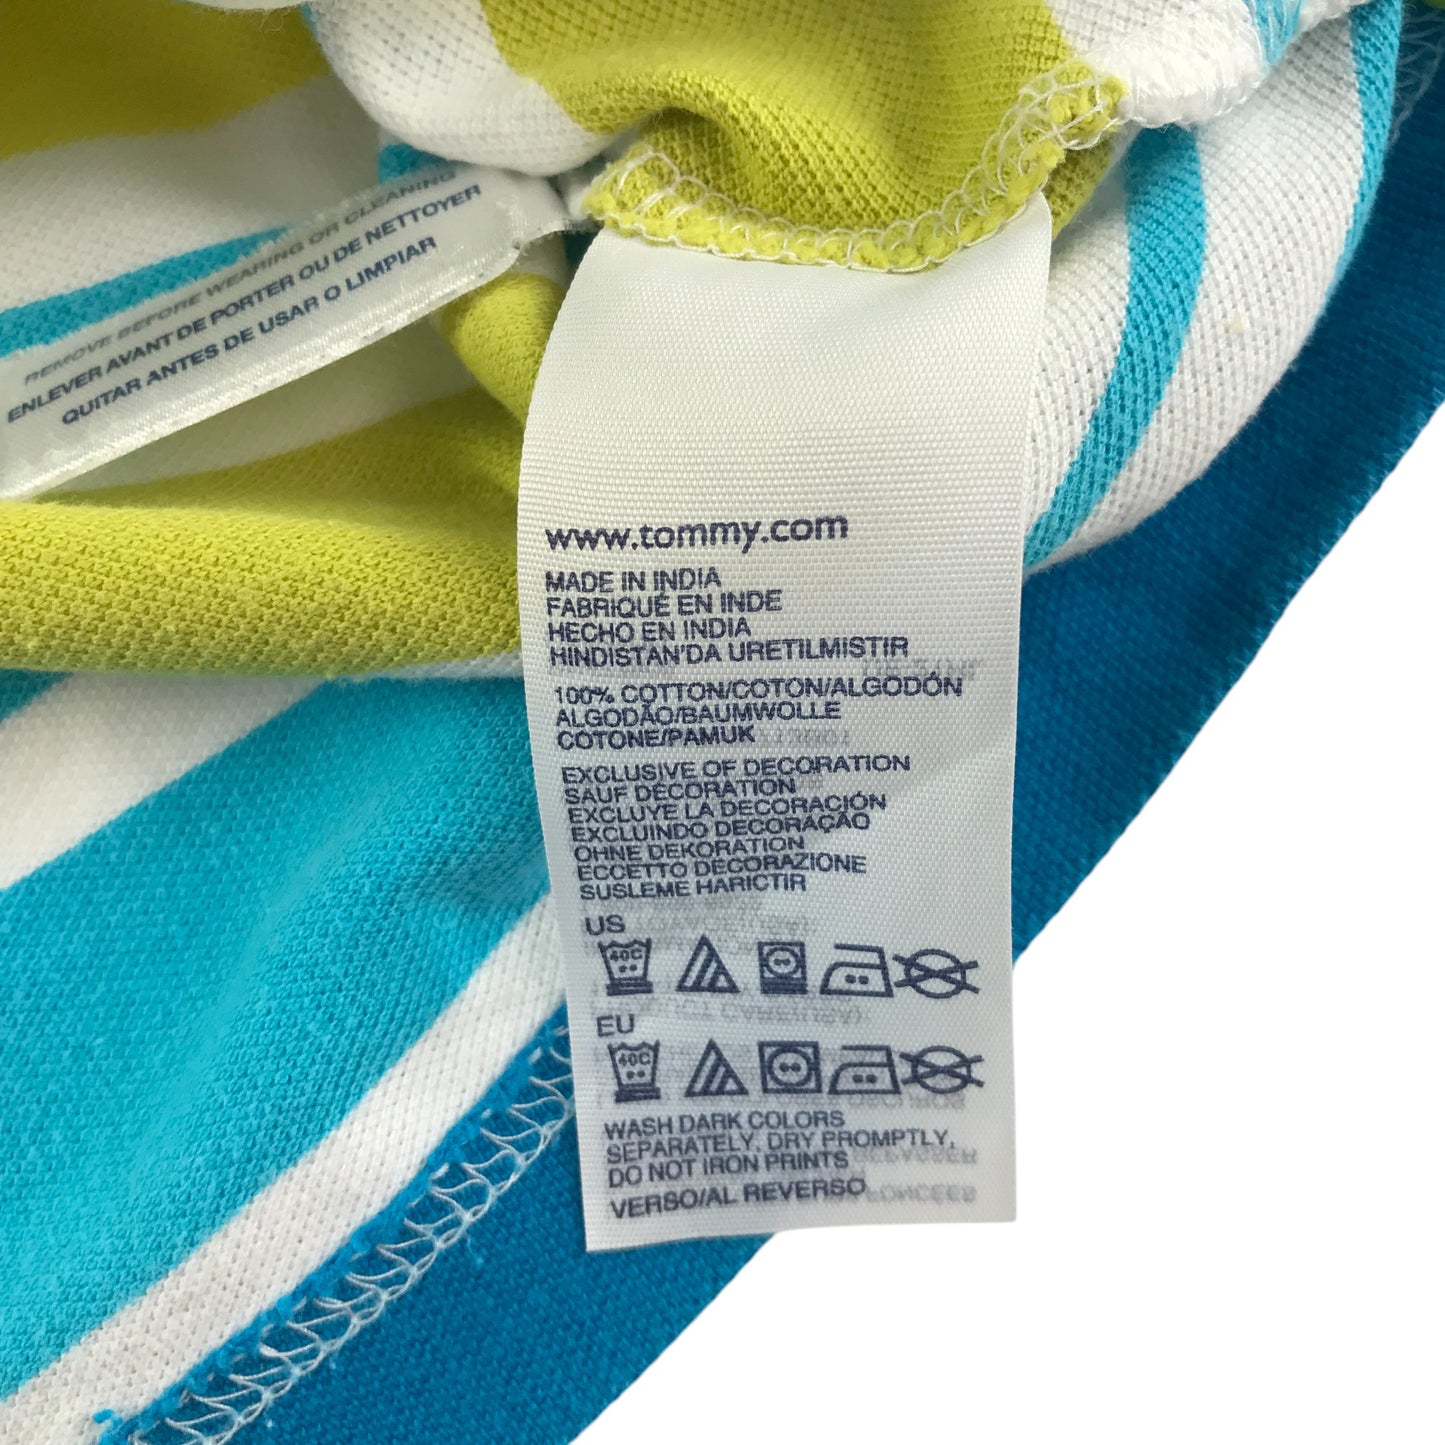 REMOVE BEFORE WEARING OR CLEANING
ENLEVER AVANT DE PORTER OU DE NETTOYER
QUITAR ANTES DE USAR O LIMPIAR
www.tommy.com
MADE IN INDIA
FABRIQUÉ EN INDE
HECHO EN INDIA
HINDISTAN'DA URETILMISTIR
100% COTTON/COTON/ALGODÓN
ALGODÃO/BAUMWOLLE
COTONE/PAMUK
EXCLUSIVE OF DECORATION
SAUF DÉCORATION
EXCLUYE LA DECORACIÓN
EXCLUINDO DECORAÇAO
OHNE DEKORATION
ECCETTO DECORAZIONE
SUSLEME HARICTIR
US
40C
EU
40C
WASH DARK COLORS
SEPARATELY, DRY PROMPTLY,
DO NOT IRON PRINTS
VERSO/AL REVERSO